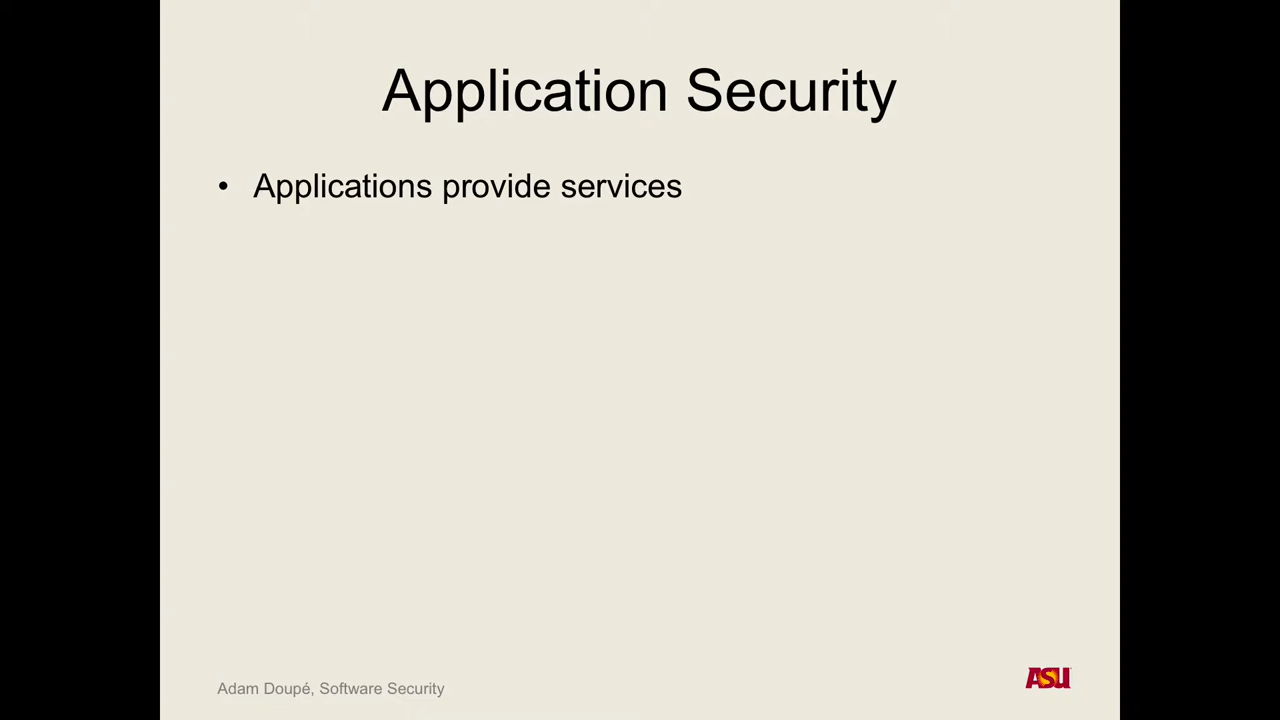 Application Security
• Applications provide services
Adam Doupé, Software Security
ASU